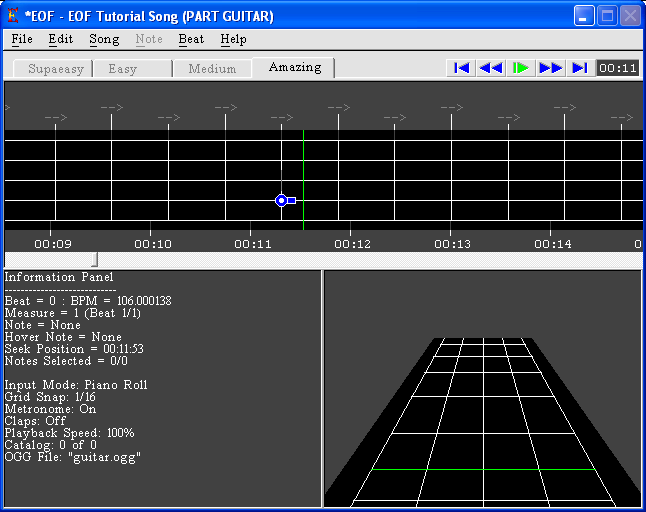 *EOF - EOF Tutorial Song (PART GUITAR)
File Edit Song Note Beat Help
Supaeasy Easy Medium Amazing 00:11
--> --> --> --> --> --> --> --> --> --> -->
00:09 00:10 00:11 00:12 00:13 00:14 0
Information Panel
----------------------------
Beat = 0 : BPM = 106.000138
Measure = 1 (Beat 1/1)
Note = None
Hover Note = None
Seek Position = 00:11:53
Notes Selected = 0/0
Input Mode: Piano Roll
Grid Snap: 1/16
Metronome: On
Claps: Off
Playback Speed: 100%
Catalog: 0 of 0
OGG File: "guitar.ogg"